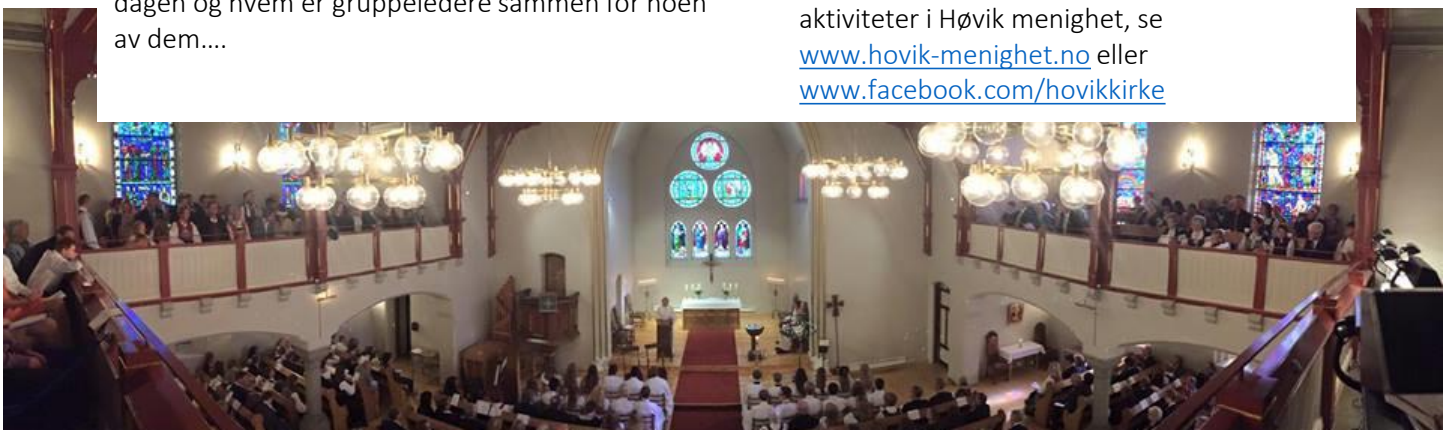 dagen og hvem er gruppeledere sammen for noen
av dem….
aktiviteter i Høvik menighet, se
www.hovik-menighet.no eller
www.facebook.com/hovikkirke